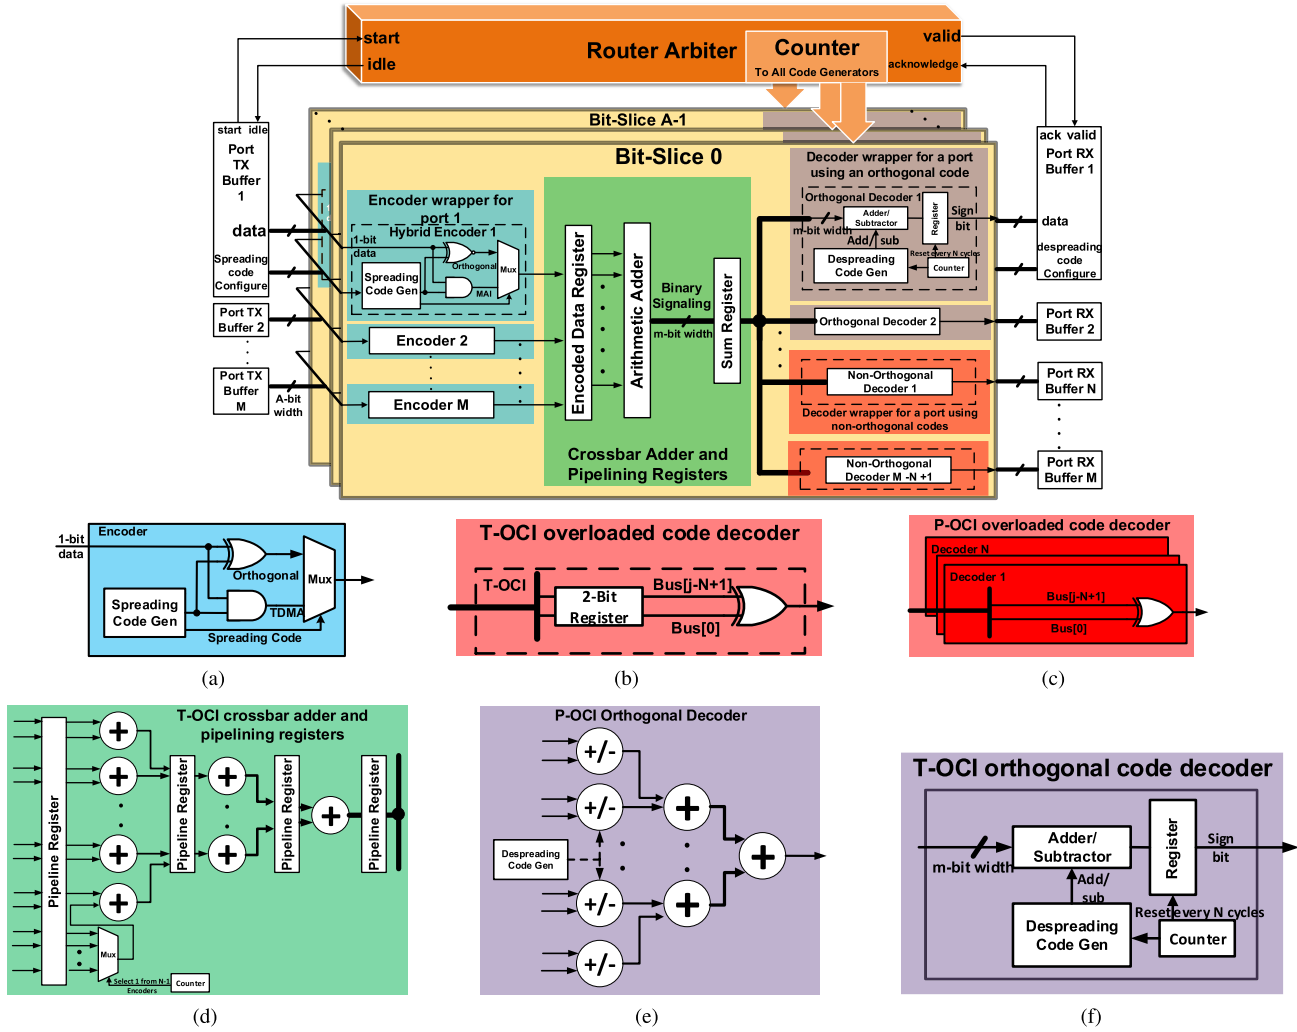 start
idle
Router Arbiter
Counter
To All Code Generators
valid
acknowledge
Bit-Slice A-1
Bit-Slice 0
start idle
Port
TX
Buffer
1
data
Spreading
code
Configure
Port TX
Buffer 2
Port TX
Buffer
M
A-bit
width
Encoder wrapper for
port 1
Hybrid Encoder 1
1-bit
data
Orthogonal
Spreading
Code Gen
MAI
Mux
Encoder 2
Encoder M
Encoded Data Register
Arithmetic Adder
Binary
Signaling
m-bit width
Sum Register
Crossbar Adder and
Pipelining Registers
Decoder wrapper for a port
using an orthogonal code
Orthogonal Decoder 1
m-bit width
Adder/
Subtractor
Register
Sign
bit
Add/ sub
Reset every N cycles
Despreading
Code Gen
Counter
Orthogonal Decoder 2
Non-Orthogonal
Decoder 1
Decoder wrapper for a port using
non-orthogonal codes
Non-Orthogonal
Decoder M -N +1
ack valid
Port RX
Buffer 1
data
despreading
code Configure
Port RX
Buffer 2
Port RX
Buffer N
Port RX
Buffer M
Encoder
1-bit
data
Orthogonal
Mux
Spreading
Code Gen
TDMA
Spreading Code
(a)
T-OCI overloaded code decoder
T-OCI
2-Bit
Register
Bus[j-N+1]
Bus[0]
(b)
P-OCI overloaded code decoder
Decoder N
Decoder 1
Bus[j-N+1]
Bus[0]
(c)
T-OCI crossbar adder and
pipelining registers
Pipeline Register
Pipeline Register
Pipeline Register
Pipeline Register
+
+
+
+
+
+
+
Mux
Select 1 from N-1
Encoders
Counter
(d)
P-OCI Orthogonal Decoder
+/-
+/-
+/-
+/-
+
+
+
Despreading
Code Gen
(e)
T-OCI orthogonal code decoder
m-bit width
Adder/
Subtractor
Register
Sign
bit
Add/
sub
Reset every N cycles
Despreading
Code Gen
Counter
(f)